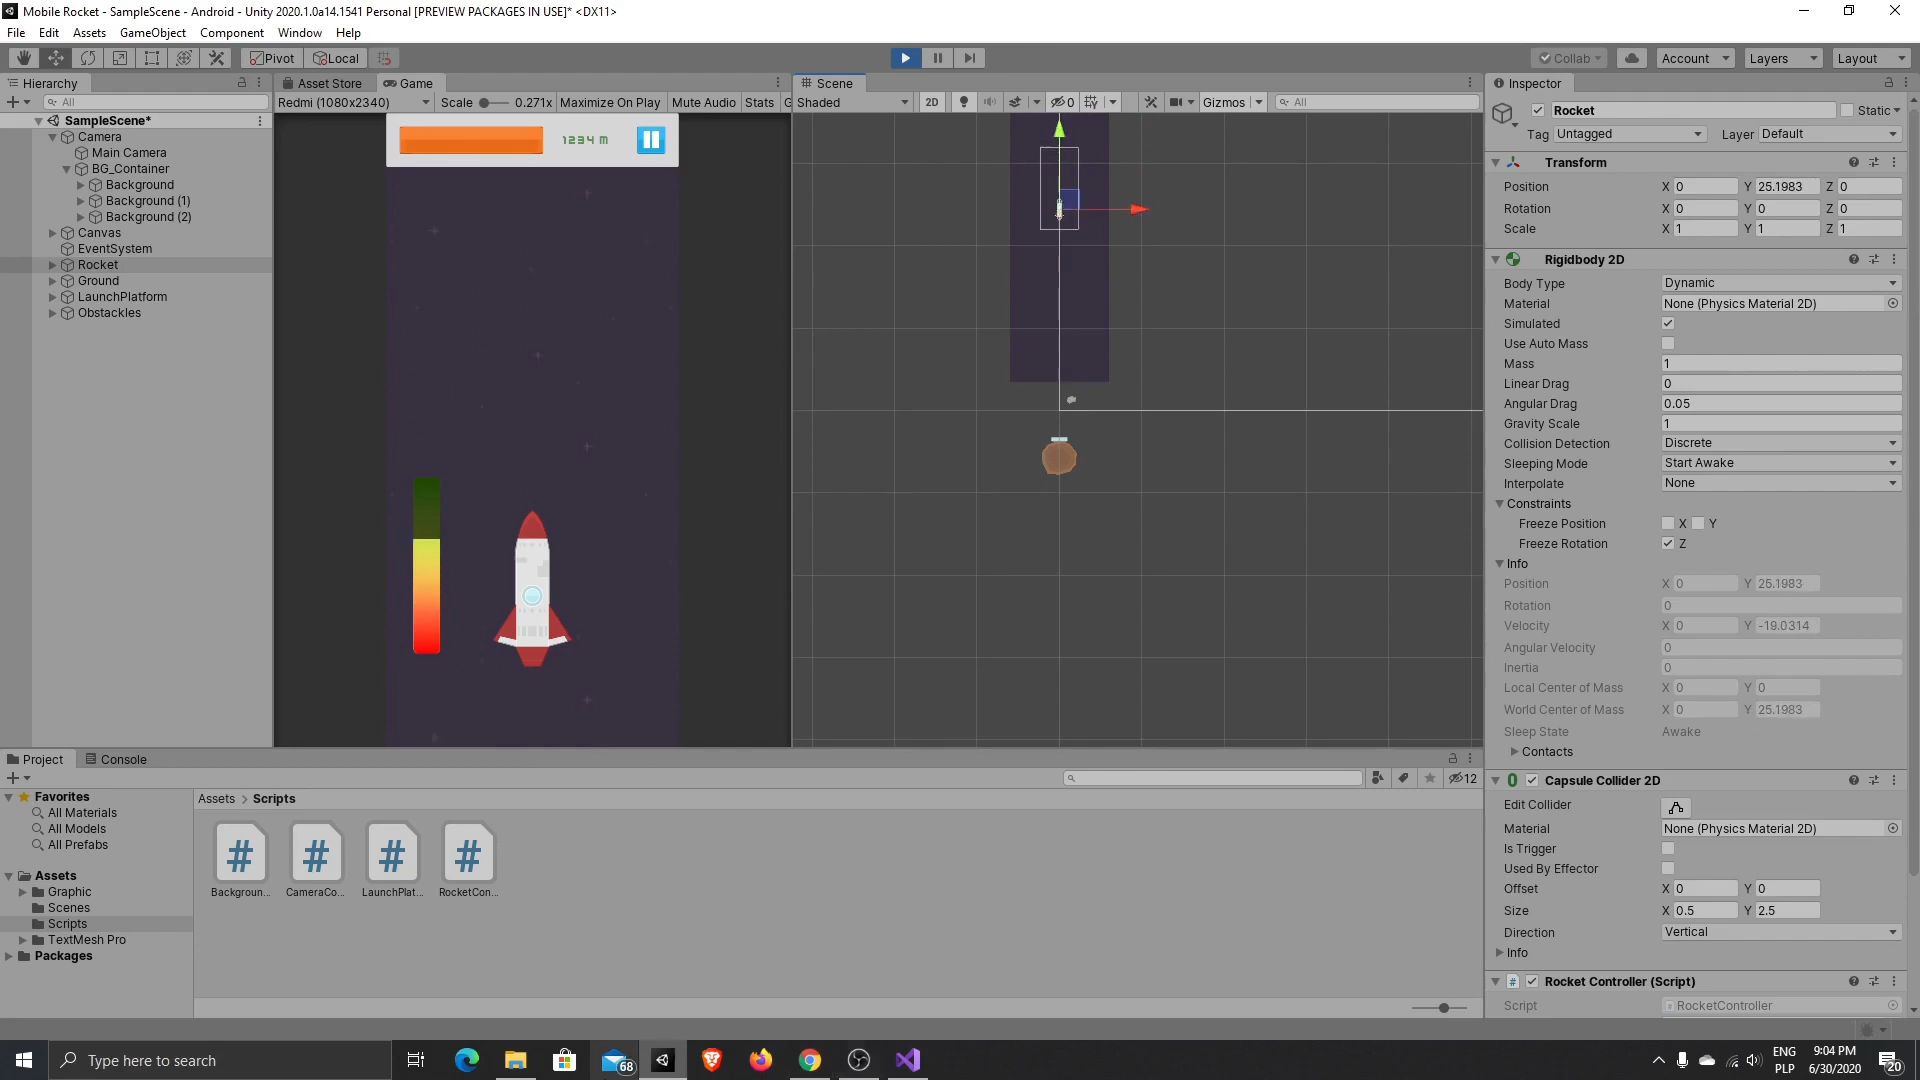 Mobile Rocket - SampleScene - Android - Unity 2020.1.0a14.1541 Personal [PREVIEW PACKAGES IN USE]* <DX11>
File Edit Assets GameObject Component Window Help
Pivot Local Collab Account Layers Layout
Hierarchy
All
SampleScene*
Camera
Main Camera
BG_Container
Background
Background (1)
Background (2)
Canvas
EventSystem
Rocket
Ground
LaunchPlatform
Obstacles
Asset Store Game
Redmi (1080x2340) Scale 0.271x Maximize On Play Mute Audio Stats G
1234 M
Scene
Shaded 2D 0 Gizmos All
Inspector
Rocket Static
Tag Untagged Layer Default
Transform
Position X 0 Y 25.1983 Z 0
Rotation X 0 Y 0 Z 0
Scale X 1 Y 1 Z 1
Rigidbody 2D
Body Type Dynamic
Material None (Physics Material 2D)
Simulated
Use Auto Mass
Mass 1
Linear Drag 0
Angular Drag 0.05
Gravity Scale 1
Collision Detection Discrete
Sleeping Mode Start Awake
Interpolate None
Constraints
Freeze Position X Y
Freeze Rotation Z
Info
Position X 0 Y 25.1983
Rotation 0
Velocity X 0 Y -19.0314
Angular Velocity 0
Inertia 0
Local Center of Mass X 0 Y 0
World Center of Mass X 0 Y 25.1983
Sleep State Awake
Contacts
Capsule Collider 2D
Edit Collider
Material None (Physics Material 2D)
Is Trigger
Used By Effector
Offset X 0 Y 0
Size X 0.5 Y 2.5
Direction Vertical
Info
# Rocket Controller (Script)
Script # RocketController
Project Console
12
Favorites
All Materials
All Models
All Prefabs
Assets
Graphic
Scenes
Scripts
TextMesh Pro
Packages
Assets > Scripts
# # # #
Backgroun... CameraCo... LaunchPlat... RocketCon...
Type here to search
68
ENG
PLP
9:04 PM
6/30/2020
20